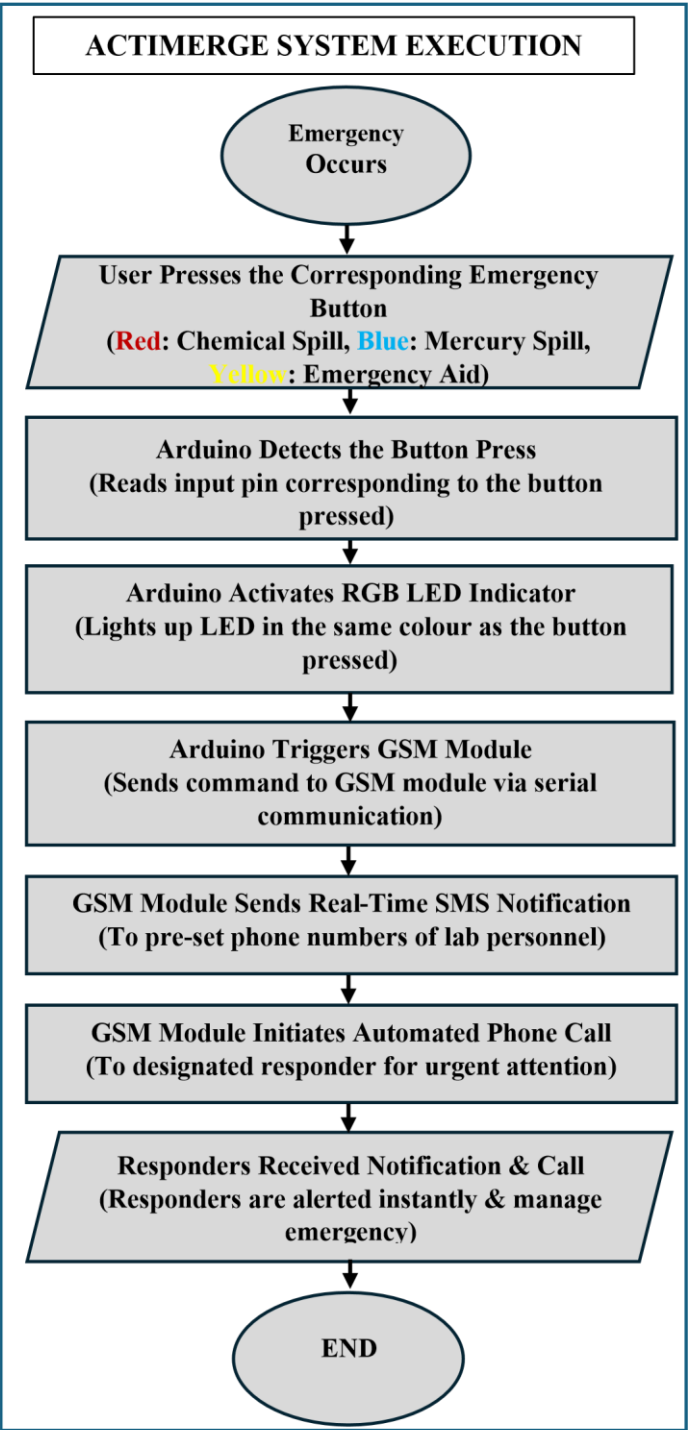 ACTIMERGE SYSTEM EXECUTION
Emergency
Occurs
User Presses the Corresponding Emergency
Button
(Red: Chemical Spill, Blue: Mercury Spill,
Yellow: Emergency Aid)
Arduino Detects the Button Press
(Reads input pin corresponding to the button
pressed)
Arduino Activates RGB LED Indicator
(Lights up LED in the same colour as the button
pressed)
Arduino Triggers GSM Module
(Sends command to GSM module via serial
communication)
GSM Module Sends Real-Time SMS Notification
(To pre-set phone numbers of lab personnel)
GSM Module Initiates Automated Phone Call
(To designated responder for urgent attention)
Responders Received Notification & Call
(Responders are alerted instantly & manage
emergency)
END